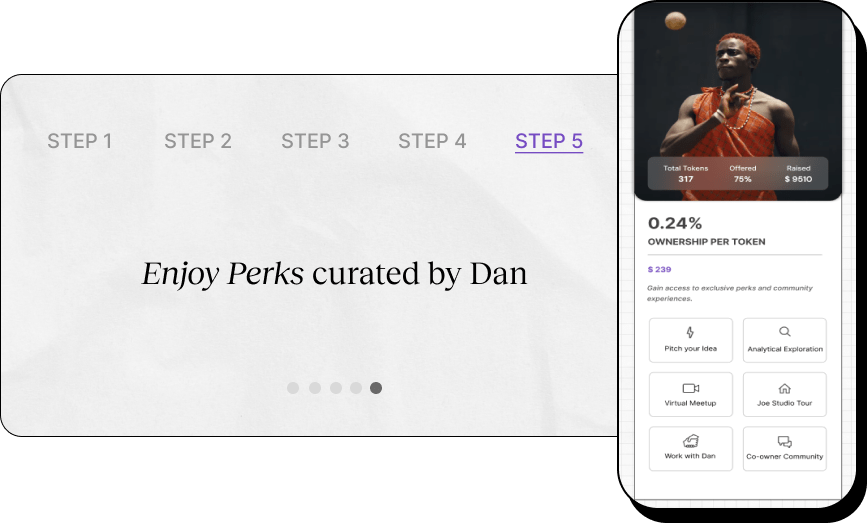 STEP 1 STEP 2 STEP 3 STEP 4 STEP 5
Enjoy Perks curated by Dan
Total Tokens Offered Raised
317 75% $ 9510
0.24%
OWNERSHIP PER TOKEN
$ 239
Gain access to exclusive perks and community
experiences.
Pitch your Idea Analytical Exploration
Virtual Meetup Joe Studio Tour
Work with Dan Co-owner Community